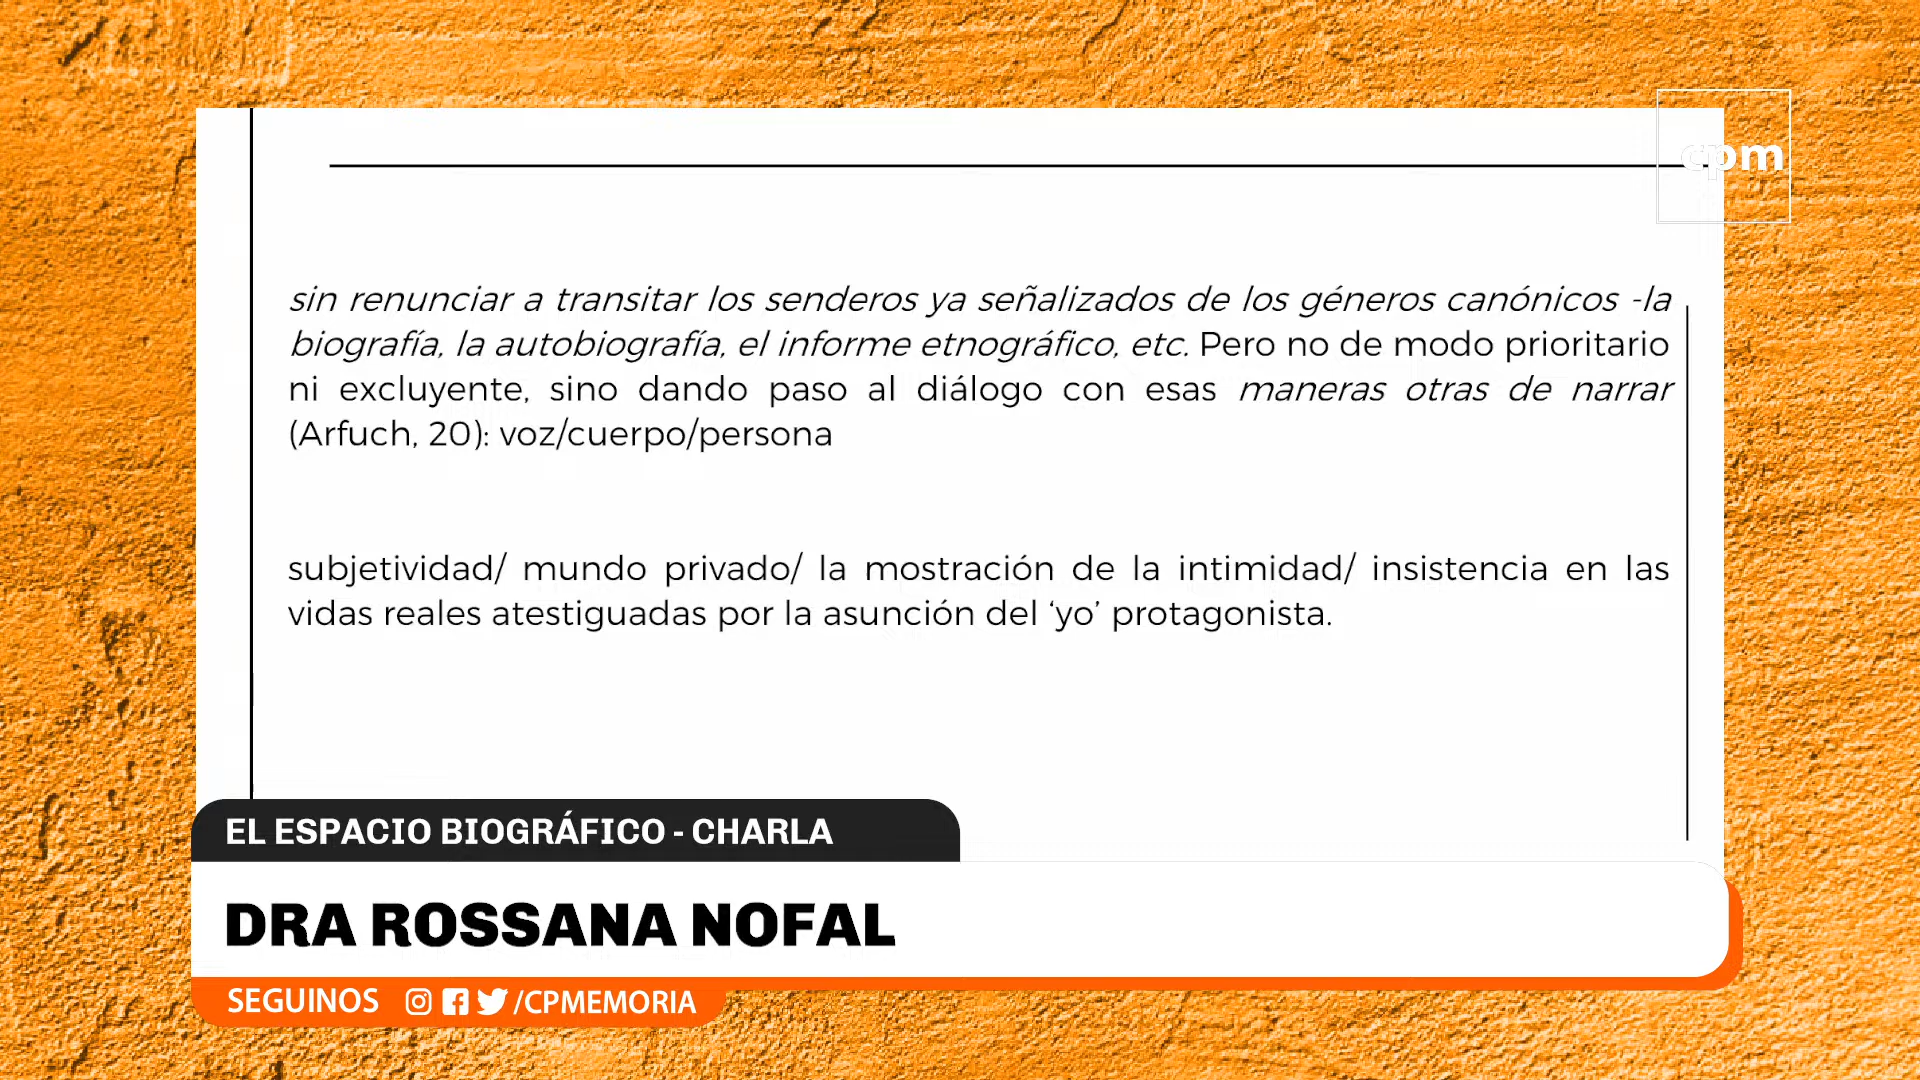 cpm
sin renunciar a transitar los senderos ya señalizados de los géneros canónicos -la
biografía, la autobiografía, el informe etnográfico, etc. Pero no de modo prioritario
ni excluyente, sino dando paso al diálogo con esas maneras otras de narrar
(Arfuch, 20): voz/cuerpo/persona
subjetividad/ mundo privado/ la mostración de la intimidad/ insistencia en las
vidas reales atestiguadas por la asunción del ‘yo’ protagonista.
EL ESPACIO BIOGRÁFICO - CHARLA
DRA ROSSANA NOFAL
SEGUINOS /CPMEMORIA